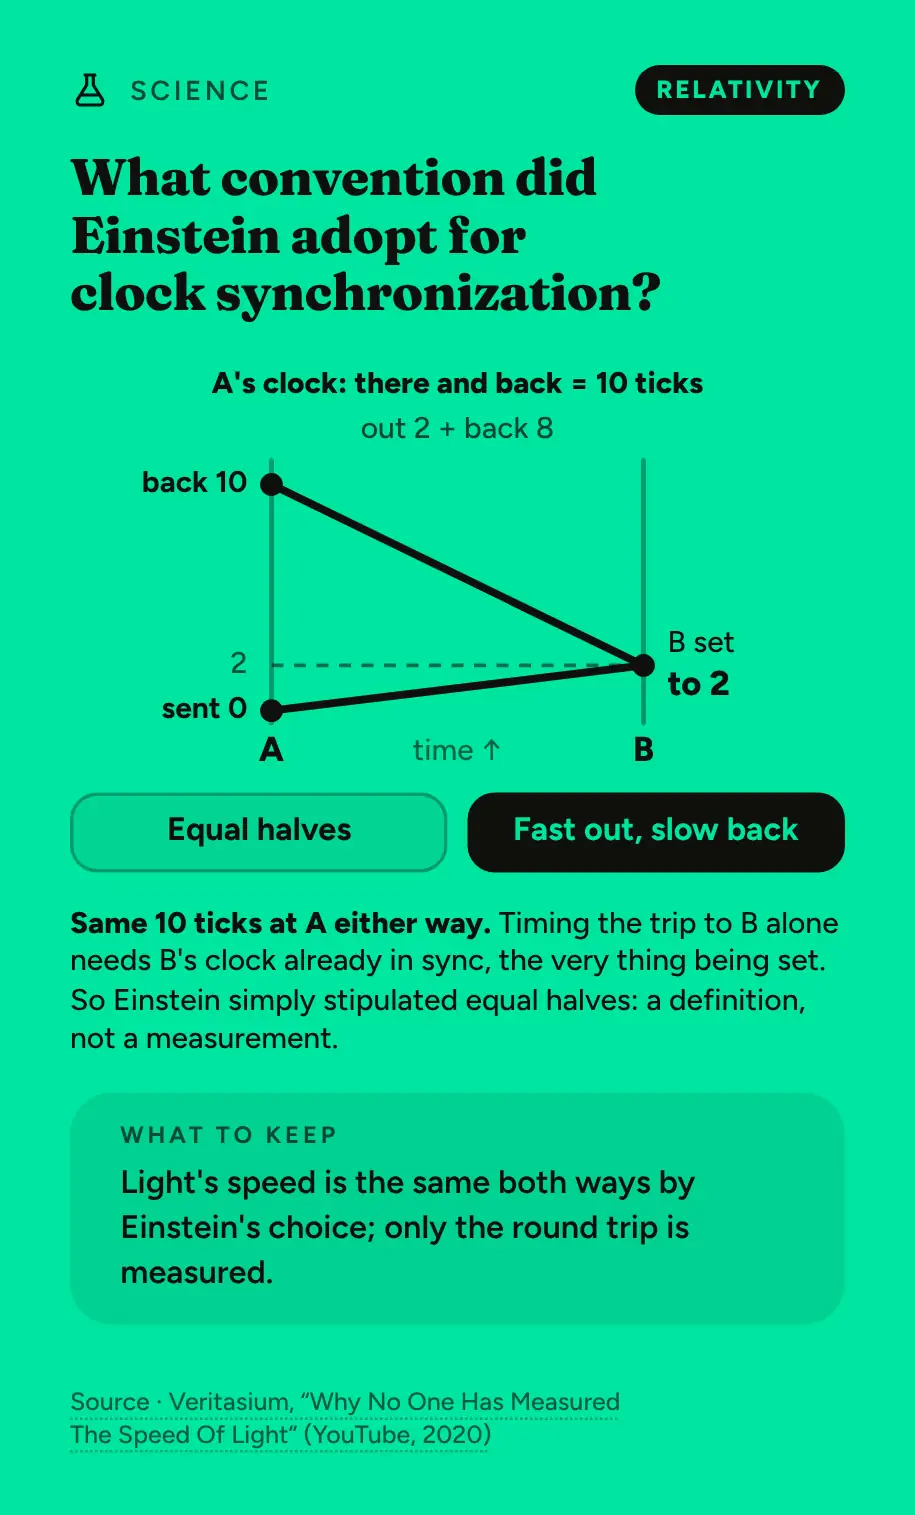 SCIENCE
RELATIVITY
What convention did
Einstein adopt for
clock synchronization?
A's clock: there and back = 10 ticks
out 2 + back 8
back 10
B set
2
to 2
sent 0
A
time ↑
B
Equal halves
Fast out, slow back
Same 10 ticks at A either way. Timing the trip to B alone
needs B's clock already in sync, the very thing being set.
So Einstein simply stipulated equal halves: a definition,
not a measurement.
WHAT TO KEEP
Light's speed is the same both ways by
Einstein's choice; only the round trip is
measured.
Source · Veritasium, “Why No One Has Measured
The Speed Of Light” (YouTube, 2020)